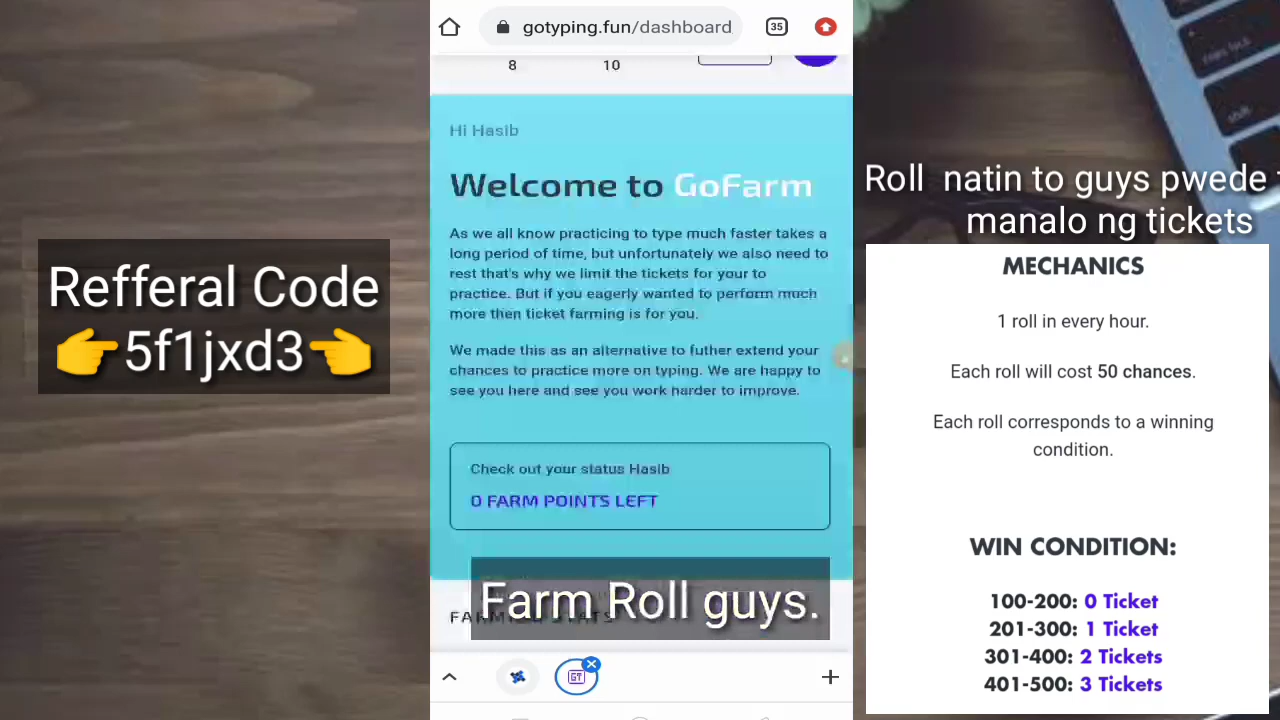 Refferal Code
👉5f1jxd3👈
gotyping.fun/dashboard
35
8 10
Hi Hasib
Welcome to GoFarm
As we all know practicing to type much faster takes a
long period of time, but unfortunately we also need to
rest that's why we limit the tickets for your to
practice. But if you eagerly wanted to perform much
more then ticket farming is for you.
We made this as an alternative to futher extend your
chances to practice more on typing. We are happy to
see you here and see you work harder to improve.
Check out your status Hasib
0 FARM POINTS LEFT
Farm Roll guys.
GT
Roll natin to guys pwede
manalo ng tickets
MECHANICS
1 roll in every hour.
Each roll will cost 50 chances.
Each roll corresponds to a winning
condition.
WIN CONDITION:
100-200: 0 Ticket
201-300: 1 Ticket
301-400: 2 Tickets
401-500: 3 Tickets